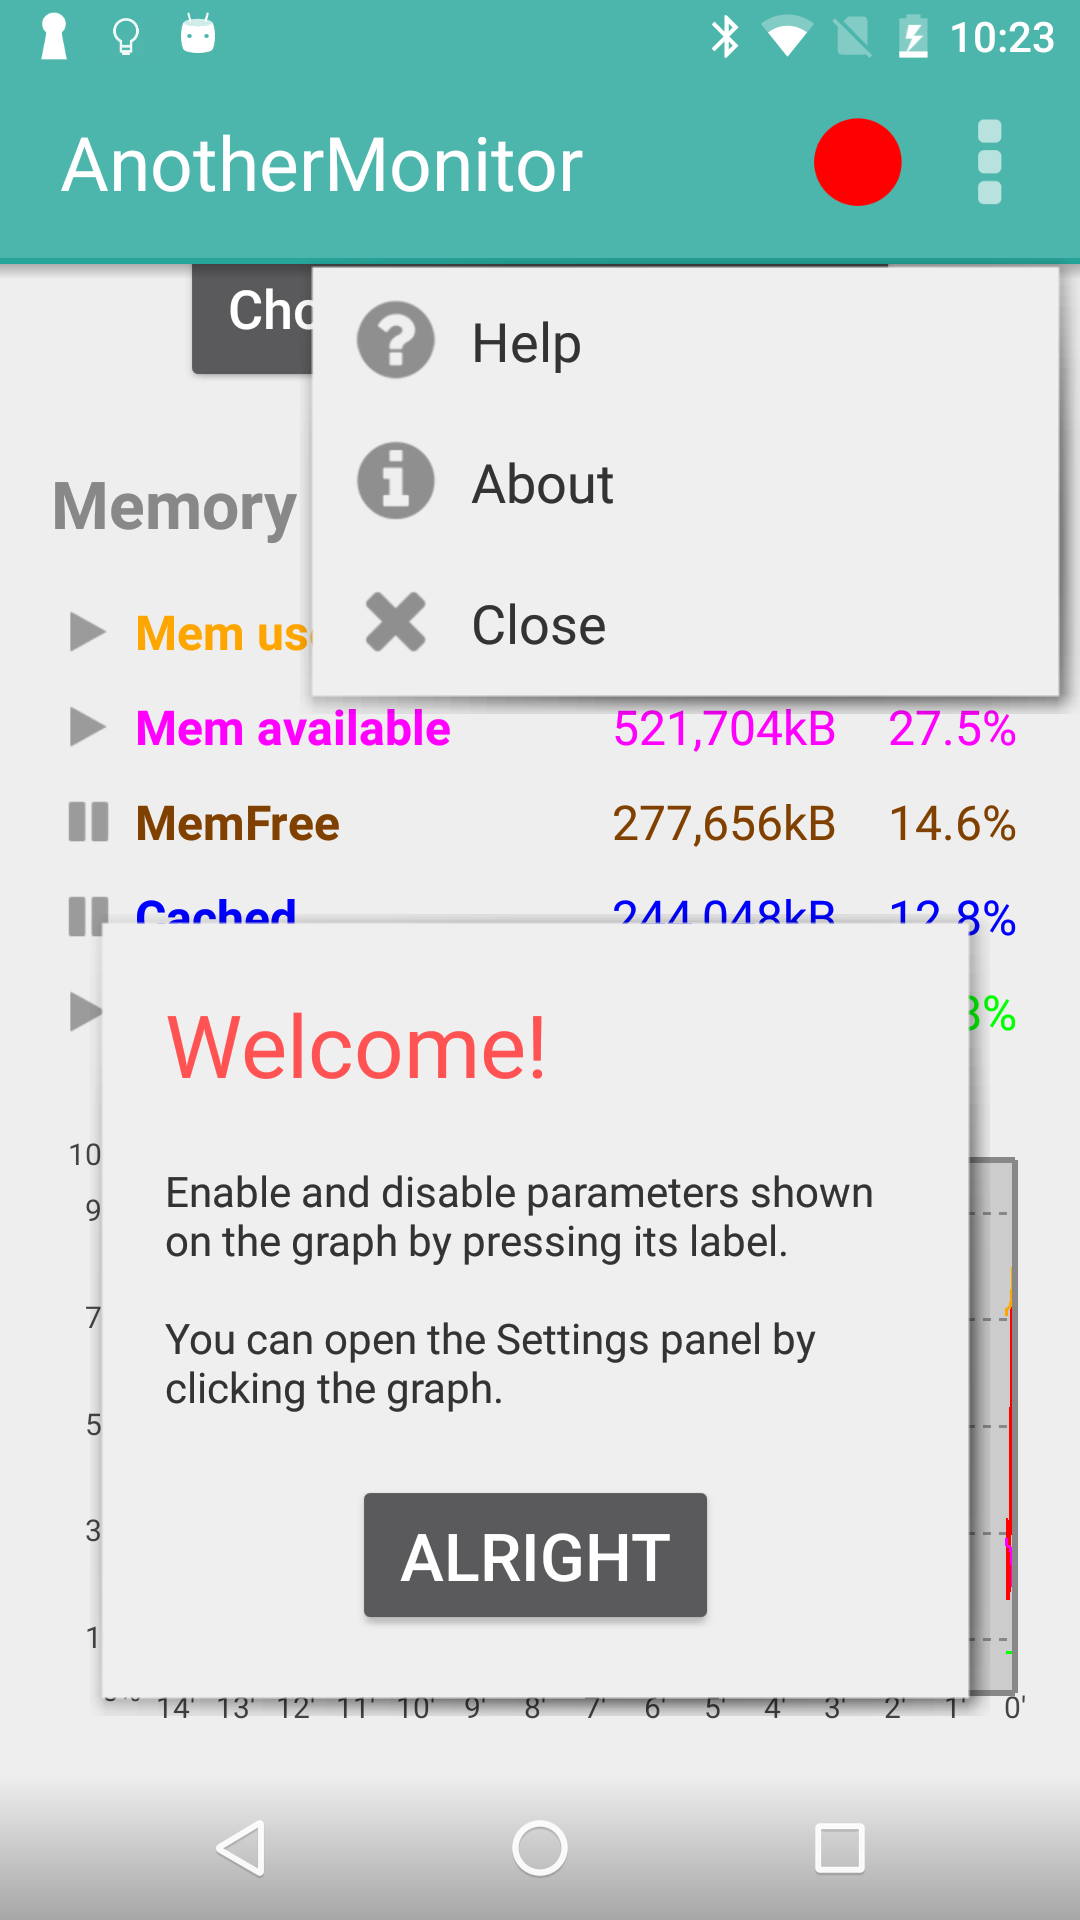 10:23
AnotherMonitor
Cho
Help
About
Close
Memory
Mem us
Mem available 521,704kB 27.5%
MemFree 277,656kB 14.6%
Cached 244,048kB 12.8%
3%
Welcome!
Enable and disable parameters shown
on the graph by pressing its label.
You can open the Settings panel by
clicking the graph.
ALRIGHT
10
9
7
5
3
1
14' 13' 12' 11' 10' 9' 8' 7' 6' 5' 4' 3' 2' 1' 0'